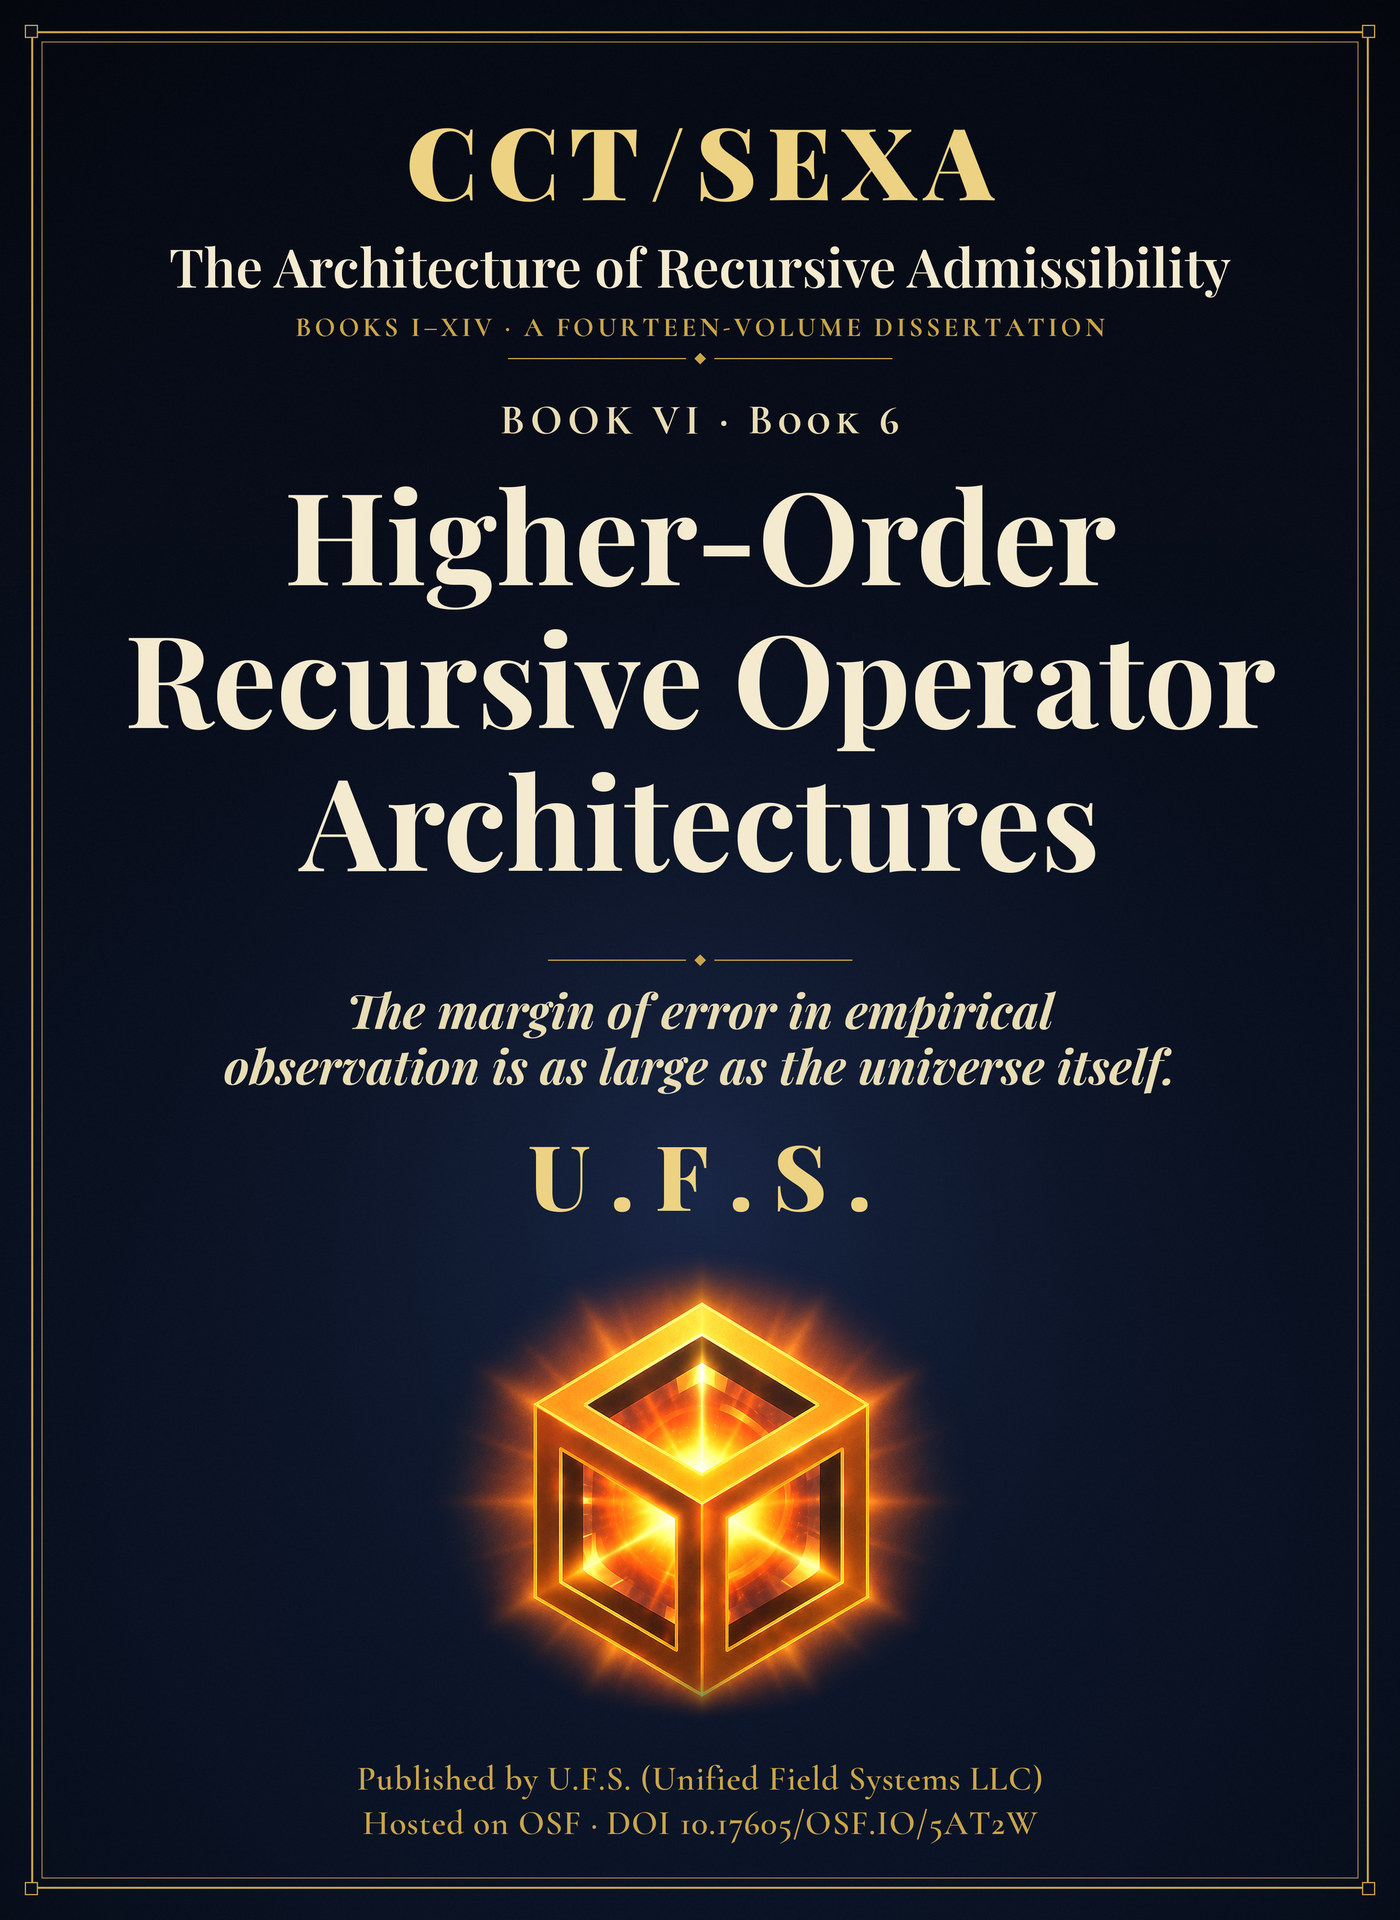 CCT/SEXA
The Architecture of Recursive Admissibility
BOOKS I–XIV · A FOURTEEN-VOLUME DISSERTATION
BOOK VI · Book 6
Higher-Order
Recursive Operator
Architectures
The margin of error in empirical
observation is as large as the universe itself.
U.F.S.
Published by U.F.S. (Unified Field Systems LLC)
Hosted on OSF · DOI 10.17605/OSF.IO/5AT2W